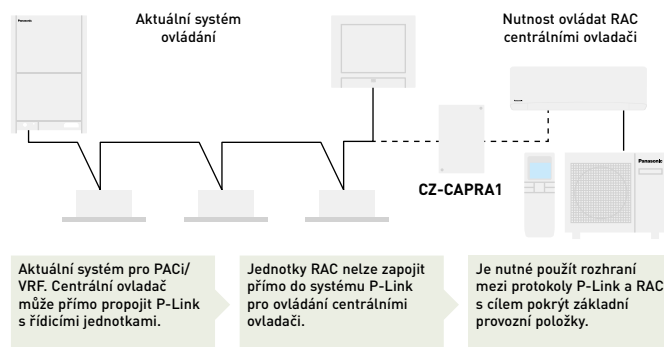 Aktuální systém
ovládání
Nutnost ovládat RAC
centrálními ovladači
Panasonic
Panasonic
CZ-CAPRA1
Aktuální systém pro PACi/
VRF. Centrální ovladač
může přímo propojit P-Link
s řídicími jednotkami.
Jednotky RAC nelze zapojit
přímo do systému P-Link
pro ovládání centrálními
ovladači.
Je nutné použít rozhraní
mezi protokoly P-Link a RAC
s cílem pokrýt základní
provozní položky.